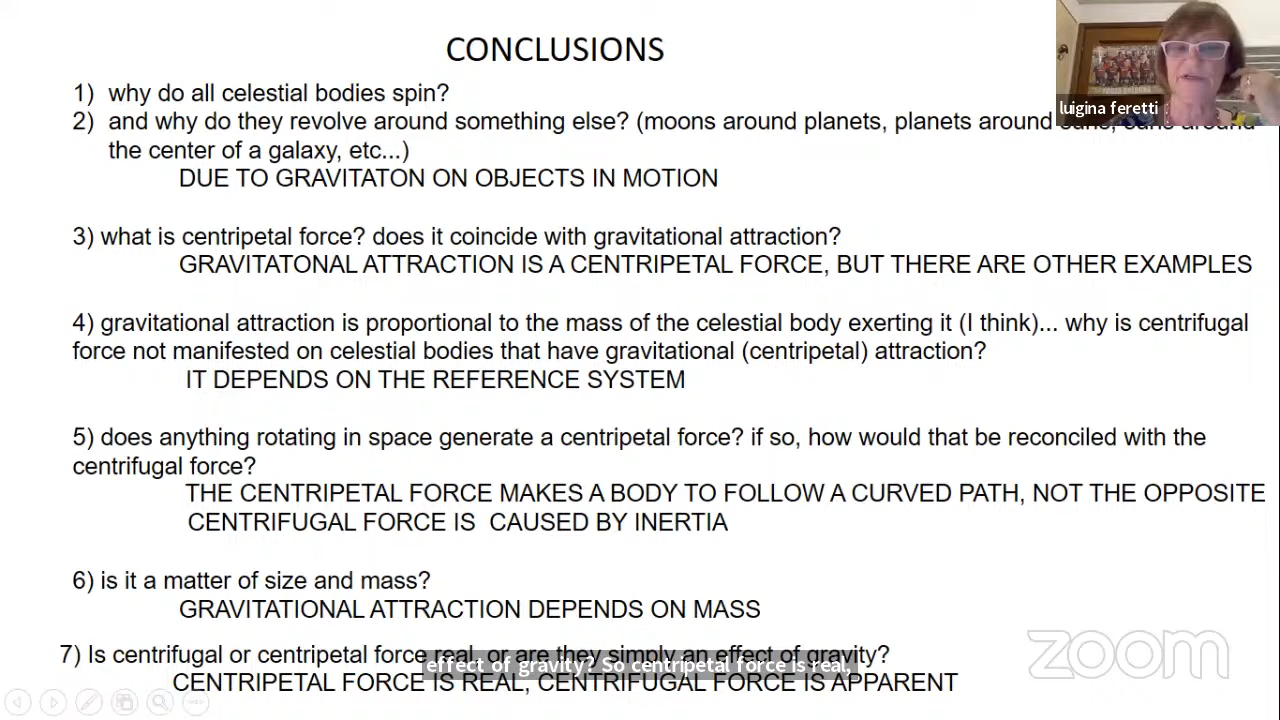 CONCLUSIONS
1) why do all celestial bodies spin?
2) and why do they revolve around something else? (moons around planets, planets around suns, suns around
the center of a galaxy, etc...)
DUE TO GRAVITATON ON OBJECTS IN MOTION
luigina feretti
3) what is centripetal force? does it coincide with gravitational attraction?
GRAVITATONAL ATTRACTION IS A CENTRIPETAL FORCE, BUT THERE ARE OTHER EXAMPLES
4) gravitational attraction is proportional to the mass of the celestial body exerting it (I think)... why is centrifugal
force not manifested on celestial bodies that have gravitational (centripetal) attraction?
IT DEPENDS ON THE REFERENCE SYSTEM
5) does anything rotating in space generate a centripetal force? if so, how would that be reconciled with the
centrifugal force?
THE CENTRIPETAL FORCE MAKES A BODY TO FOLLOW A CURVED PATH, NOT THE OPPOSITE
CENTRIFUGAL FORCE IS CAUSED BY INERTIA
6) is it a matter of size and mass?
GRAVITATIONAL ATTRACTION DEPENDS ON MASS
7) Is centrifugal or centripetal force real, or are they simply an effect of gravity?
effect of gravity? So centripetal force is real,
CENTRIPETAL FORCE IS REAL, CENTRIFUGAL FORCE IS APPARENT
zoom